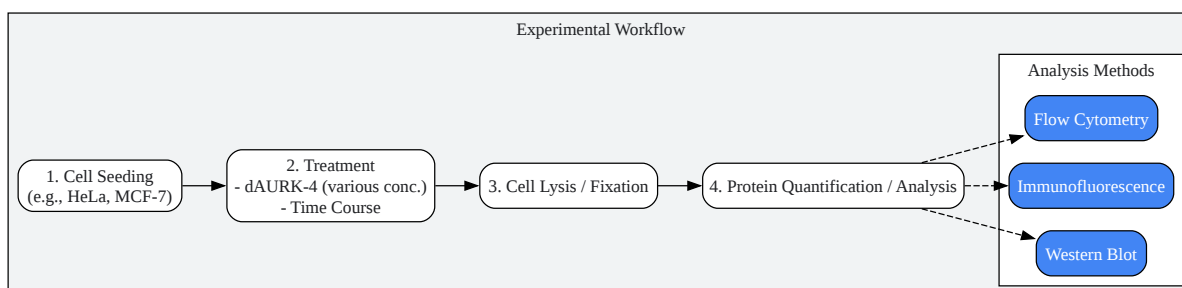 Experimental Workflow
Analysis Methods
1. Cell Seeding
(e.g., HeLa, MCF-7)
2. Treatment
- dAURK-4 (various conc.)
- Time Course
3. Cell Lysis / Fixation
4. Protein Quantification / Analysis
Flow Cytometry
Immunofluorescence
Western Blot